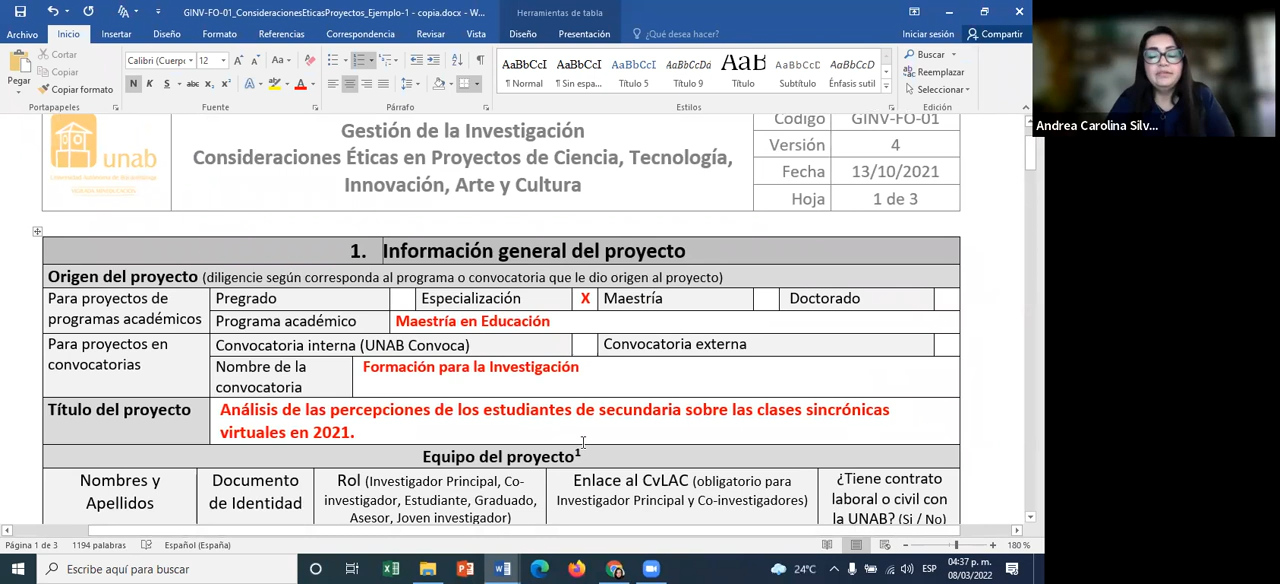 GINV-FO-01_ConsideracionesEticasProyectos_Ejemplo-1 - copia.docx - W...
Herramientas de tabla
Archivo Inicio Insertar Diseño Formato Referencias Correspondencia Revisar Vista Diseño Presentación ¿Qué desea hacer? Iniciar sesión Compartir
Pegar
Cortar
Copiar
Copiar formato
Portapapeles
Calibri (Cuerpo 12
N K S abc x₂ x²
Fuente
Párrafo
AaBbCcI AaBbCcI AaBbCcI AaBbCcDc AaB AaBbCcD AaBbCcDc
¶ Normal ¶ Sin espa... Título 5 Título 9 Título Subtítulo Énfasis sutil
Estilos
Buscar
Reemplazar
Seleccionar
Edición
Andrea Carolina Silv...
unab
Gestión de la Investigación
Consideraciones Éticas en Proyectos de Ciencia, Tecnología,
Innovación, Arte y Cultura
Código GINV-FO-01
Versión 4
Fecha 13/10/2021
Hoja 1 de 3
1. Información general del proyecto
Origen del proyecto (diligencie según corresponda al programa o convocatoria que le dio origen al proyecto)
Para proyectos de
programas académicos
Pregrado Especialización X Maestría Doctorado
Programa académico Maestría en Educación
Para proyectos en
convocatorias
Convocatoria interna (UNAB Convoca) Convocatoria externa
Nombre de la
convocatoria
Formación para la Investigación
Título del proyecto
Análisis de las percepciones de los estudiantes de secundaria sobre las clases sincrónicas
virtuales en 2021.
Equipo del proyecto¹
Nombres y
Apellidos
Documento
de Identidad
Rol (Investigador Principal, Co-
investigador, Estudiante, Graduado,
Asesor, Joven investigador)
Enlace al CvLAC (obligatorio para
Investigador Principal y Co-investigadores)
¿Tiene contrato
laboral o civil con
la UNAB? (Si / No)
Página 1 de 3 1194 palabras Español (España) 180 %
Escribe aquí para buscar
24°C ESP 04:37 p. m.
08/03/2022